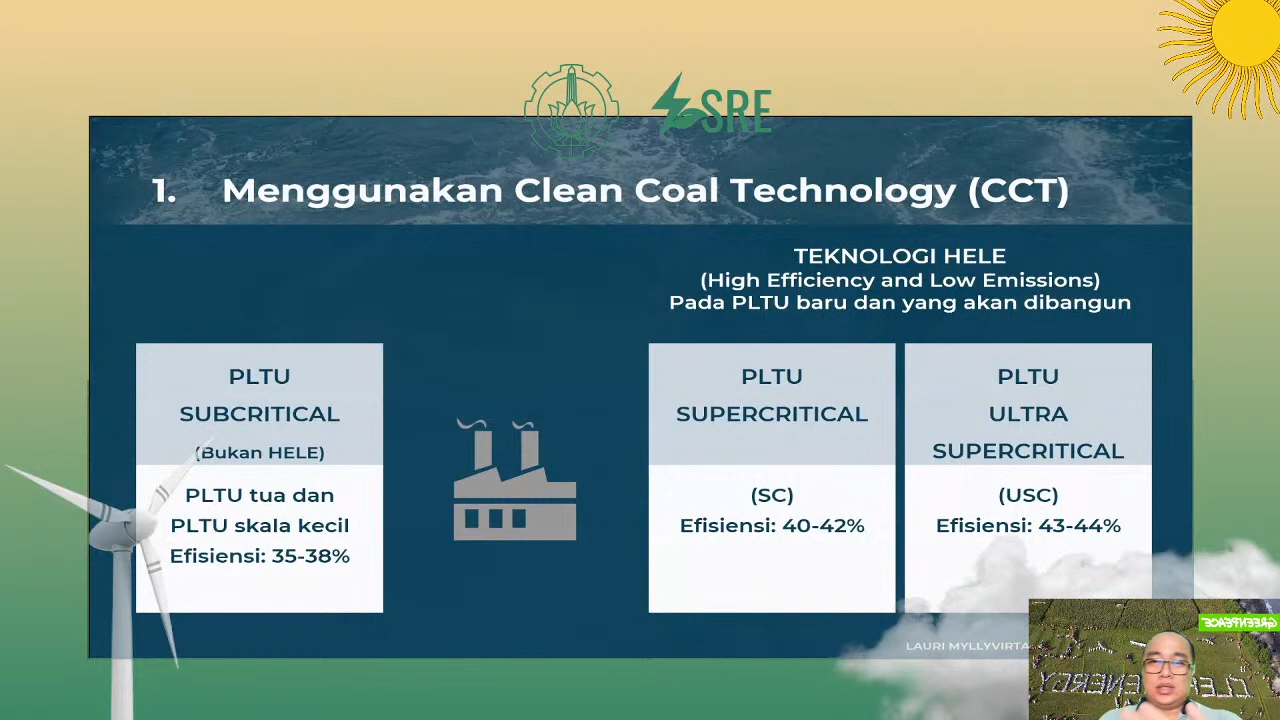 SRE
1. Menggunakan Clean Coal Technology (CCT)
TEKNOLOGI HELE
(High Efficiency and Low Emissions)
Pada PLTU baru dan yang akan dibangun
PLTU
SUBCRITICAL
(Bukan HELE)
PLTU tua dan
PLTU skala kecil
Efisiensi: 35-38%
PLTU
SUPERCRITICAL
(SC)
Efisiensi: 40-42%
PLTU
ULTRA
SUPERCRITICAL
(USC)
Efisiensi: 43-44%
LAURI
GREENPEACE
ENERGY